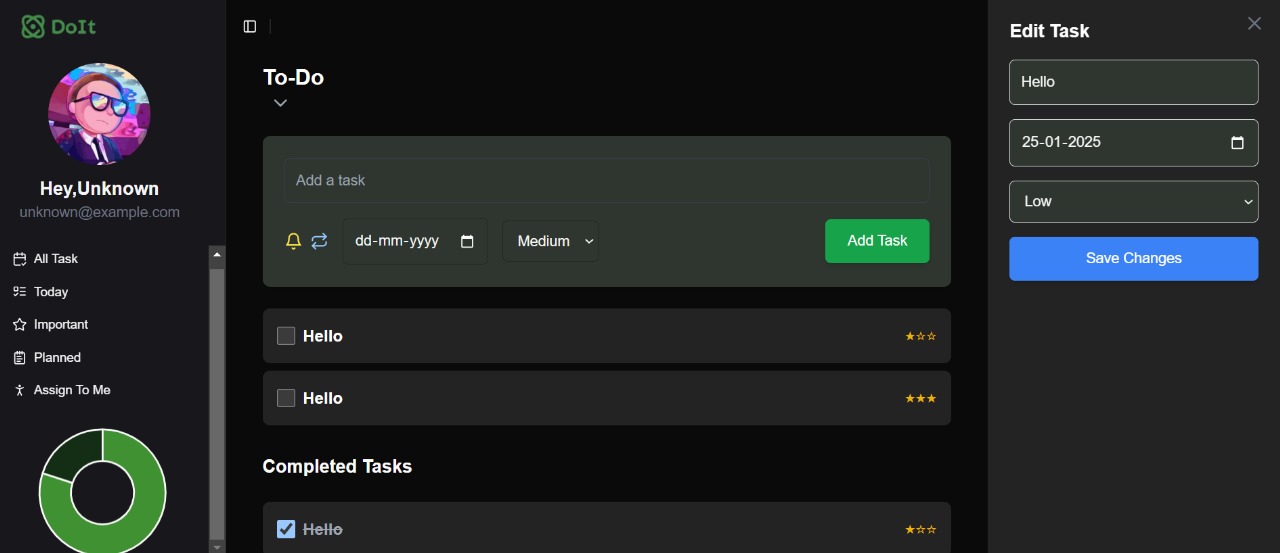 DoIt
Hey,Unknown
unknown@example.com
All Task
Today
Important
Planned
Assign To Me
To-Do
Add a task
dd-mm-yyyy
Medium
Add Task
Hello
Hello
Completed Tasks
Hello
Edit Task
Hello
25-01-2025
Low
Save Changes